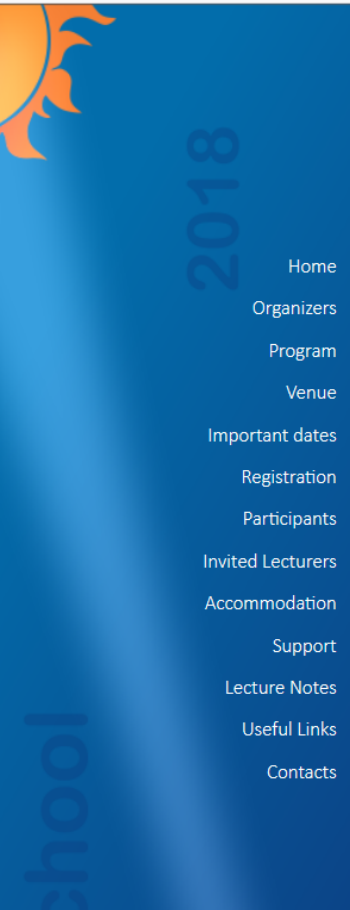 2018
Home
Organizers
Program
Venue
Important dates
Registration
Participants
Invited Lecturers
Accommodation
Support
Lecture Notes
Useful Links
Contacts
chool